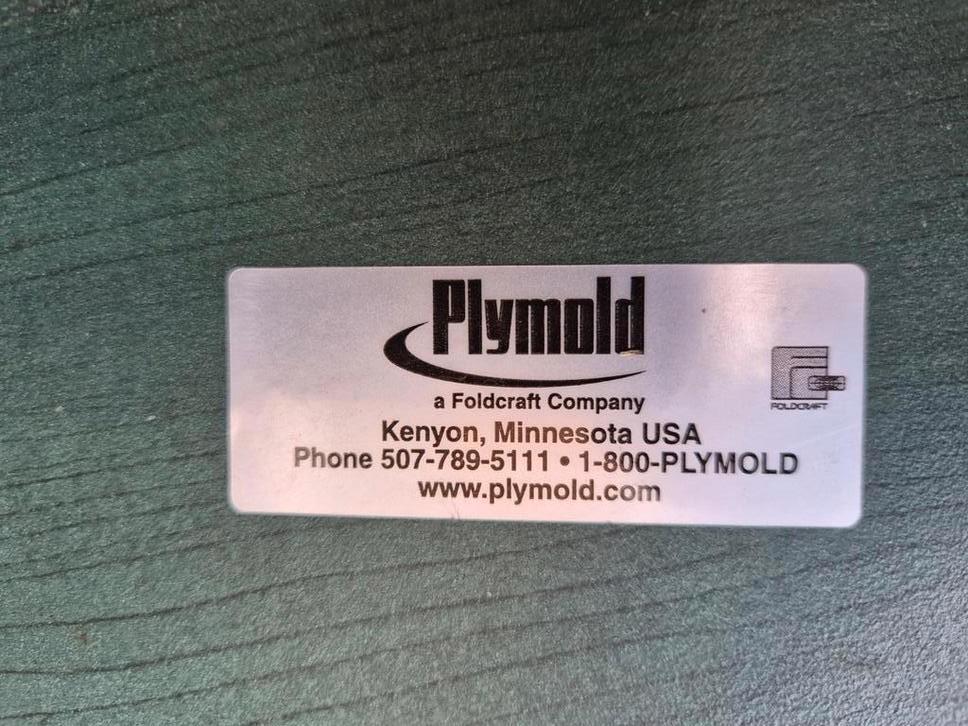 Plymold
a Foldcraft Company
FOLDCRAFT
Kenyon, Minnesota USA
Phone 507-789-5111 • 1-800-PLYMOLD
www.plymold.com